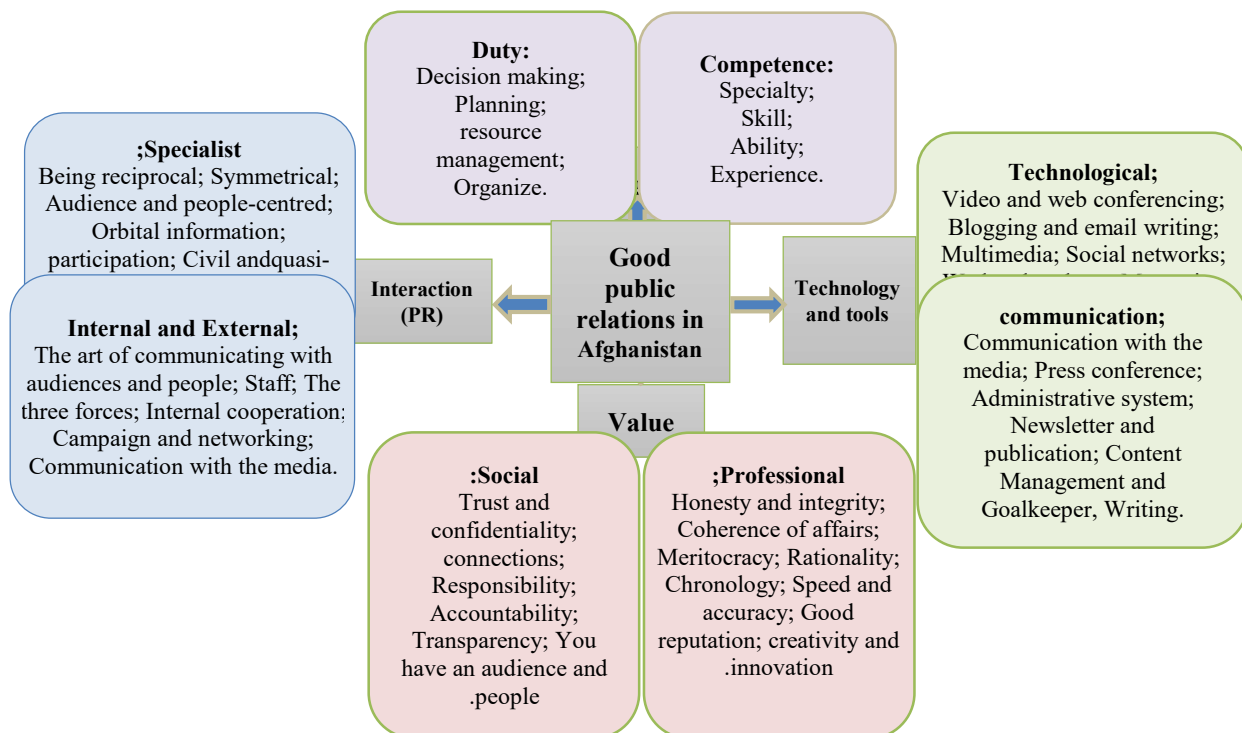 Duty:
Decision making;
Planning;
resource
management;
Organize.
Competence:
Specialty;
Skill;
Ability;
Experience.
;Specialist
Being reciprocal; Symmetrical;
Audience and people-centred;
Orbital information;
participation; Civil andquasi-
Internal and External;
The art of communicating with
audiences and people; Staff; The
three forces; Internal cooperation;
Campaign and networking;
Communication with the media.
Interaction
(PR)
Good
public
relations in
Afghanistan
Technology
and tools
Technological;
Video and web conferencing;
Blogging and email writing;
Multimedia; Social networks;
communication;
Communication with the
media; Press conference;
Administrative system;
Newsletter and
publication; Content
Management and
Goalkeeper, Writing.
Value
:Social
Trust and
confidentiality;
connections;
Responsibility;
Accountability;
Transparency; You
have an audience and
.people
;Professional
Honesty and integrity;
Coherence of affairs;
Meritocracy; Rationality;
Chronology; Speed and
accuracy; Good
reputation; creativity and
.innovation